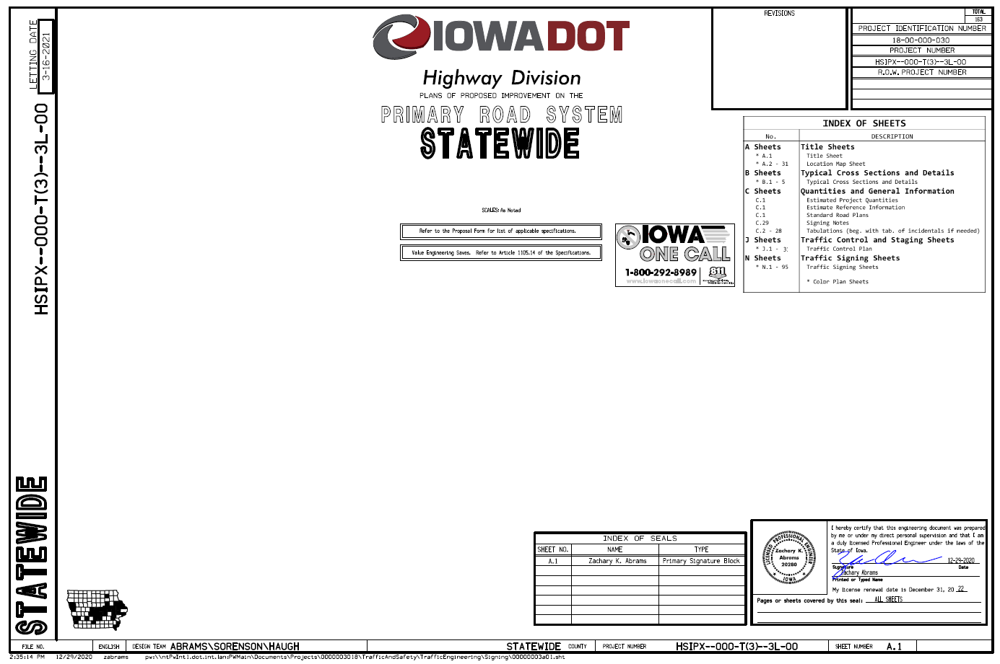 LETTING DATE
3-16-2021
HSIPX--000-T(3)--3L-00
STATEWIDE
IOWADOT
Highway Division
PLANS OF PROPOSED IMPROVEMENT ON THE
PRIMARY ROAD SYSTEM
STATEWIDE
SCALES: As Noted
Refer to the Proposal Form for list of applicable specifications.
Value Engineering Saves. Refer to Article 1105.14 of the Specifications.
REVISIONS
TOTAL
163
PROJECT IDENTIFICATION NUMBER
18-00-000-030
PROJECT NUMBER
HSIPX--000-T(3)--3L-00
R.O.W. PROJECT NUMBER
IOWA
ONE CALL
1-800-292-8989
www.iowaonecall.com
811
INDEX OF SHEETS
No. DESCRIPTION
A Sheets Title Sheets
* A.1 Title Sheet
* A.2 - 31 Location Map Sheet
B Sheets Typical Cross Sections and Details
* B.1 - 5 Typical Cross Sections and Details
C Sheets Quantities and General Information
C.1 Estimated Project Quantities
C.1 Estimate Reference Information
C.1 Standard Road Plans
C.29 Signing Notes
C.2 - 28 Tabulations (beg. with tab. of incidentals if needed)
J Sheets Traffic Control and Staging Sheets
* J.1 - 3 Traffic Control Plan
N Sheets Traffic Signing Sheets
* N.1 - 95 Traffic Signing Sheets
* Color Plan Sheets
INDEX OF SEALS
SHEET NO. NAME TYPE
A.1 Zachary K. Abrams Primary Signature Block
LICENSED PROFESSIONAL ENGINEER
Zachary K.
Abrams
20280
IOWA
I hereby certify that this engineering document was prepared
by me or under my direct personal supervision and that I am
a duly licensed Professional Engineer under the laws of the
State of Iowa.
12-29-2020
Signature Date
Zachary Abrams
Printed or Typed Name
My license renewal date is December 31, 20 22
Pages or sheets covered by this seal: ALL SHEETS
FILE NO. ENGLISH DESIGN TEAM ABRAMS\SORENSON\HAUGH STATEWIDE COUNTY PROJECT NUMBER HSIPX--000-T(3)--3L-00 SHEET NUMBER A.1
2:35:14 PM 12/29/2020 zabrams pw:\\ntPwInt1.dot.int.lan:PWMain\Documents\Projects\0000003018\TrafficAndSafety\TrafficEngineering\Signing\00000003a01.sht